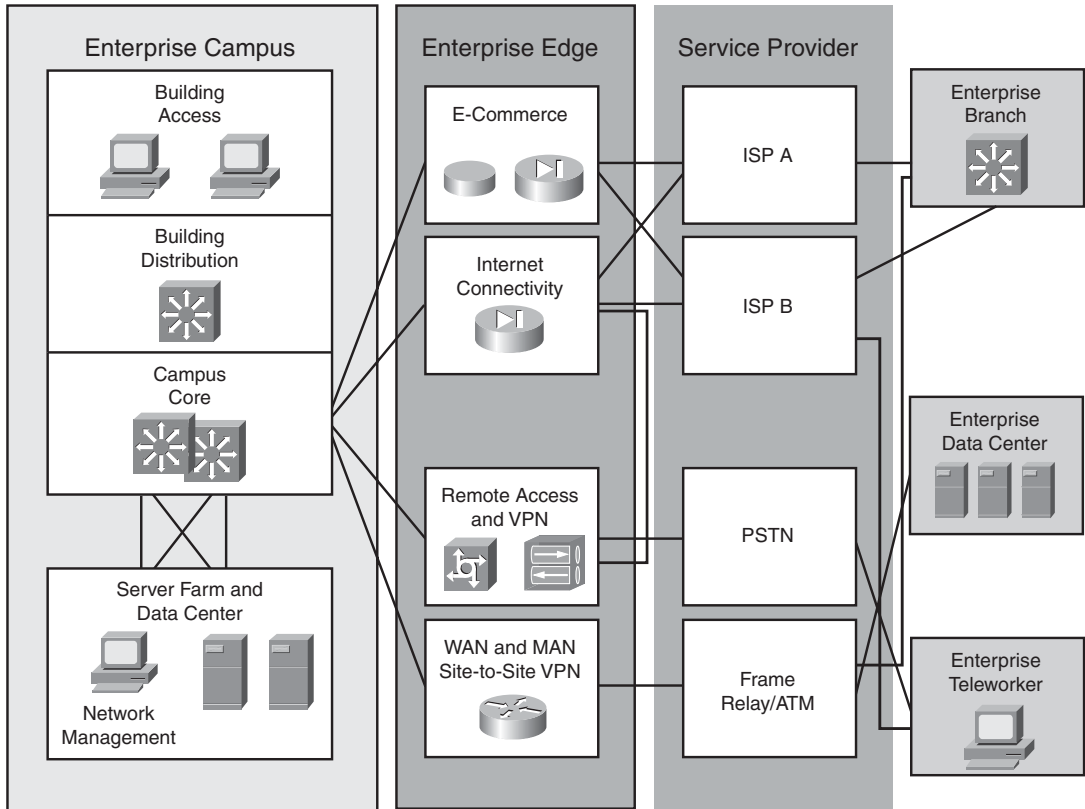 Enterprise Campus
Building
Access
Building
Distribution
Campus
Core
Server Farm and
Data Center
Network
Management
Enterprise Edge
E-Commerce
Internet
Connectivity
Remote Access
and VPN
WAN and MAN
Site-to-Site VPN
Service Provider
ISP A
ISP B
PSTN
Frame
Relay/ATM
Enterprise
Branch
Enterprise
Data Center
Enterprise
Teleworker